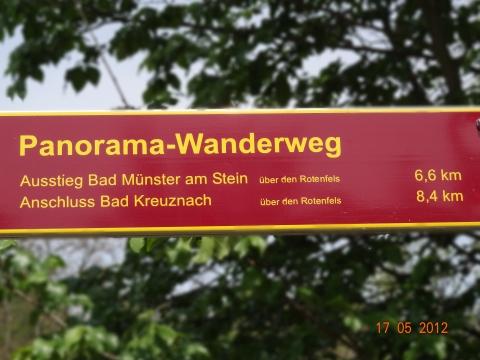 Panorama-Wanderweg
Ausstieg Bad Münster am Stein über den Rotenfels 6,6 km
Anschluss Bad Kreuznach über den Rotenfels 8,4 km
17 05 2012